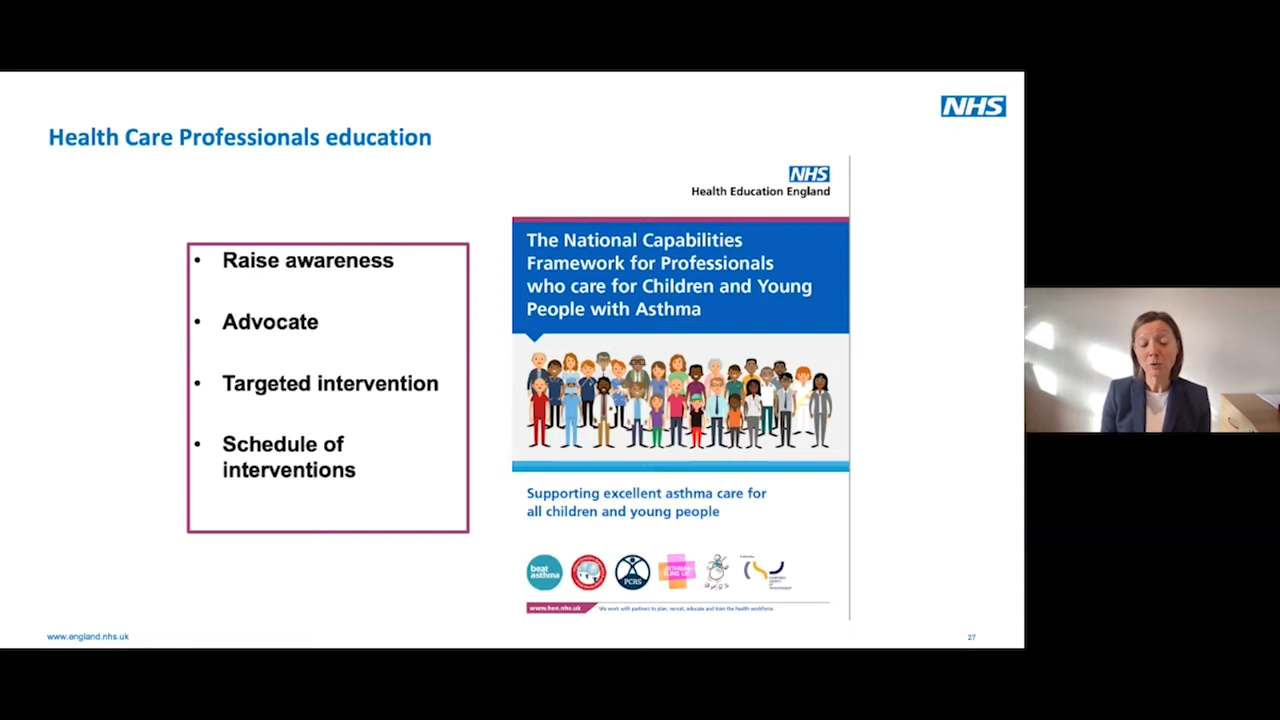 NHS
Health Care Professionals education
NHS
Health Education England
• Raise awareness
• Advocate
• Targeted intervention
• Schedule of
interventions
The National Capabilities
Framework for Professionals
who care for Children and Young
People with Asthma
Supporting excellent asthma care for
all children and young people
beat
asthma
PCRS
ASTHMA+
LUNG UK
www.hee.nhs.uk
We work with partners to plan, recruit, educate and train the health workforce.
www.england.nhs.uk
27